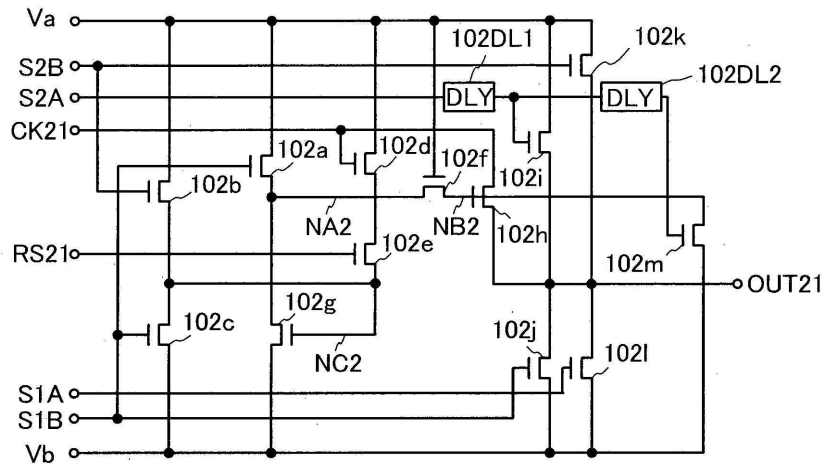 Va
102DL1
102k
102DL2
S2B
S2A
DLY
DLY
CK21
102a
102d
102f
102i
102b
NA2
NB2
102h
RS21
102e
102m
OUT21
102g
102c
NC2
102j
102l
S1A
S1B
Vb